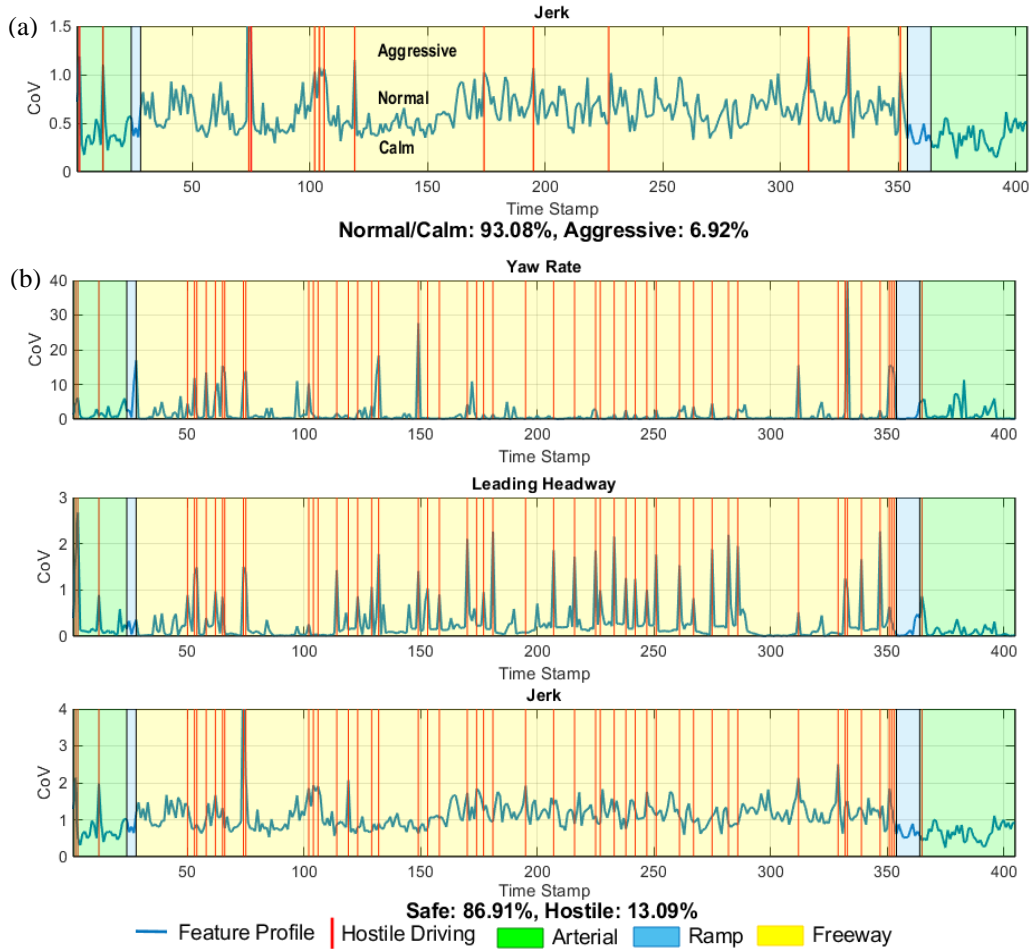 (a)
Jerk
1.5
1.0
0.5
0
CoV
Aggressive
Normal
Calm
50 100 150 200 250 300 350 400
Time Stamp
Normal/Calm: 93.08%, Aggressive: 6.92%
(b)
Yaw Rate
40
30
20
10
0
CoV
50 100 150 200 250 300 350 400
Time Stamp
Leading Headway
3
2
1
0
CoV
50 100 150 200 250 300 350 400
Time Stamp
Jerk
4
3
2
1
0
CoV
50 100 150 200 250 300 350 400
Time Stamp
Safe: 86.91%, Hostile: 13.09%
Feature Profile Hostile Driving Arterial Ramp Freeway